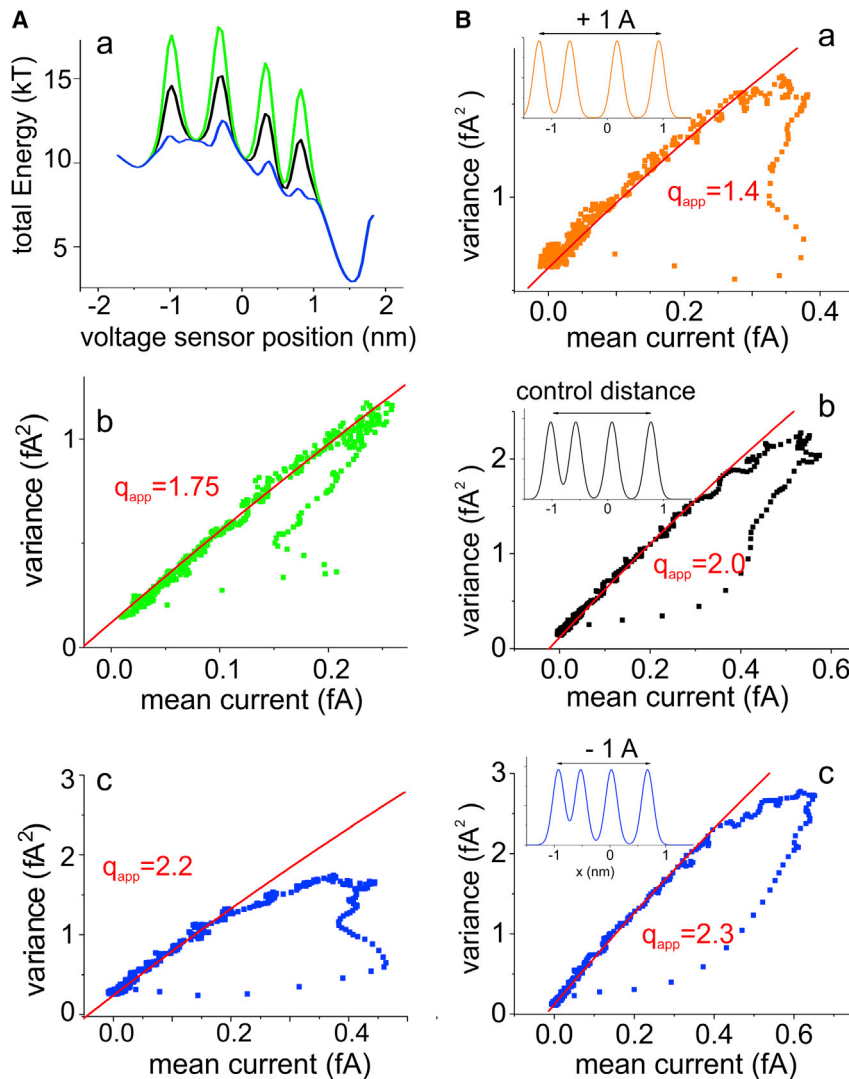 A
a
total Energy (kT)
15
10
5
-2 -1 0 1 2
voltage sensor position (nm)
b
variance (fA²)
1
0
q_app=1.75
0.0 0.1 0.2
mean current (fA)
c
variance (fA²)
3
2
1
0
q_app=2.2
0.0 0.2 0.4
mean current (fA)
B
a
+ 1 A
-1 0 1
variance (fA²)
1
q_app=1.4
0.0 0.2 0.4
mean current (fA)
control distance
b
-1 0 1
variance (fA²)
2
1
0
q_app=2.0
0.0 0.2 0.4 0.6
mean current (fA)
- 1 A
c
-1 0 1
x (nm)
variance (fA²)
3
2
1
0
q_app=2.3
0.0 0.2 0.4 0.6
mean current (fA)